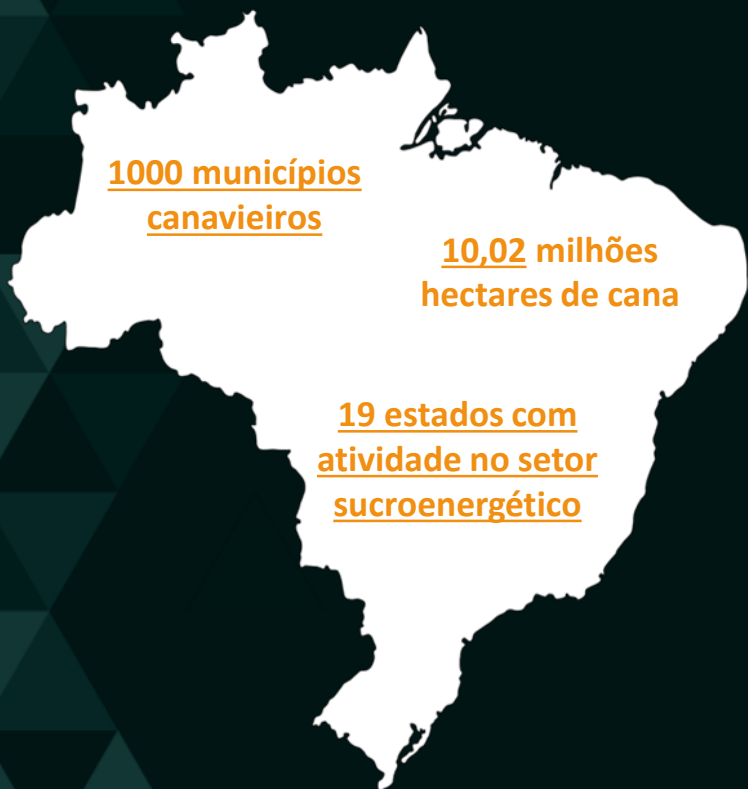 1000 municípios
canavieiros
10,02 milhões
hectares de cana
19 estados com
atividade no setor
sucroenergético